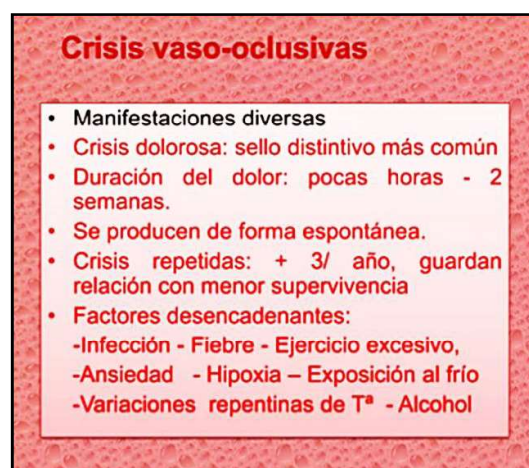 Crisis vaso-oclusivas
• Manifestaciones diversas
• Crisis dolorosa: sello distintivo más común
• Duración del dolor: pocas horas - 2
semanas.
• Se producen de forma espontánea.
• Crisis repetidas: + 3/ año, guardan
relación con menor supervivencia
• Factores desencadenantes:
-Infección - Fiebre - Ejercicio excesivo,
-Ansiedad - Hipoxia – Exposición al frío
-Variaciones repentinas de Tª - Alcohol